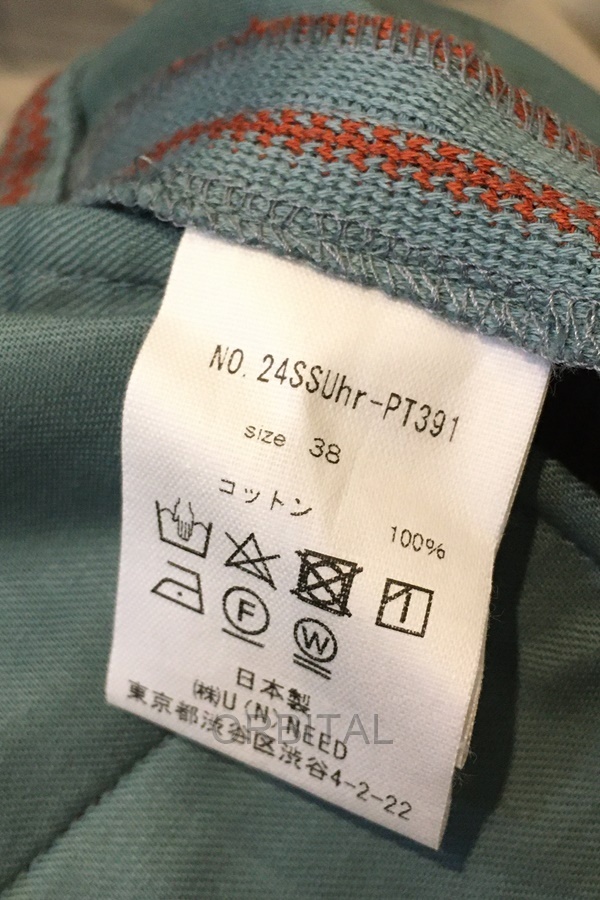 NO. 24SSUhr-PT391
size 38
コットン 100%
F W
日本製
㈱U(N)NEED
東京都渋谷区渋谷4-2-22
ORBITAL